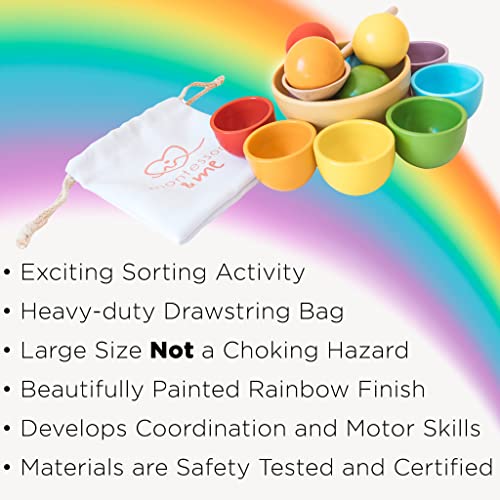 montessori
& me
• Exciting Sorting Activity
• Heavy-duty Drawstring Bag
• Large Size Not a Choking Hazard
• Beautifully Painted Rainbow Finish
• Develops Coordination and Motor Skills
• Materials are Safety Tested and Certified